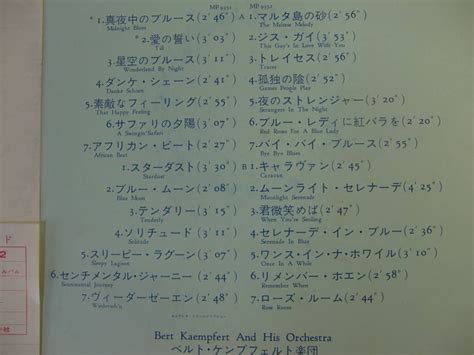 MP 9351
*1.真夜中のブルース(2′46″)
Midnight Blues
*2.愛の誓い(3′03″)
Till
3.星空のブルース(3′11″)
Wonderland By Night
4.ダンケ・シェーン(2′41″)
Danke Schoen
5.素敵なフィーリング(2′55″)
That Happy Feeling
6.サファリの夕陽(3′07″)
A Swingin' Safari
7.アフリカン・ビート(2′27″)
African Beat
1.スターダスト(3′30″)
Stardust
2.ブルー・ムーン(2′08″)
Blue Moon
3.テンダリー(3′15″)
Tenderly
4.ソリチュード(3′11″)
Solitude
5.スリーピー・ラグーン(3′07″)
Sleepy Lagoon
6.センチメンタル・ジャーニー(2′44″)
Sentimental Journey
7.ヴィーダーゼーエン(2′48″)
MP 9352
A 1.マルタ島の砂(2′56″)
The Maltese Melody
2.ジス・ガイ(3′53″)
This Guy's In Love With You
3.トレイセス(2′56″)
Traces
4.孤独の陰(2′52″)
Games People Play
5.夜のストレンジャー(3′20″)
Strangers In The Night
6.ブルー・レディに紅バラを(2′20″)
Red Roses For A Blue Lady
7.バイ・バイ・ブルース(2′55″)
Bye Bye Blues
B 1.キャラヴァン(2′45″)
Caravan
2.ムーンライト・セレナーデ(4′25″)
Moonlight Serenade
3.君微笑めば(2′47″)
When You're Smiling
4.セレナーデ・イン・ブルー(2′36″)
Serenade In Blue
5.ワンス・イン・ア・ホワイル(3′10″)
Once In A While
6.リメンバー・ホエン(2′58″)
Remember When
7.ローズ・ルーム(2′44″)
Rose Room
Bert Kaempfert And His Orchestra
ベルト・ケンプフェルト楽団
ド
2
アルバム